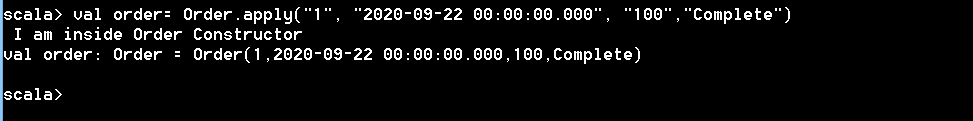 scala> val order= Order.apply("1", "2020-09-22 00:00:00.000", "100","Complete")
I am inside Order Constructor
val order: Order = Order(1,2020-09-22 00:00:00.000,100,Complete)
scala>